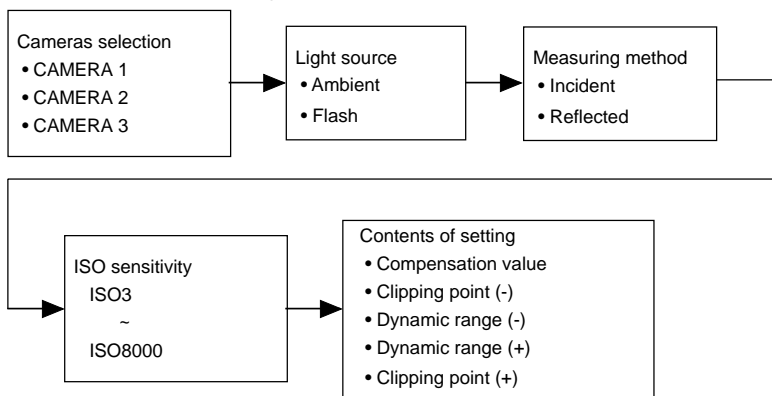 Cameras selection
• CAMERA 1
• CAMERA 2
• CAMERA 3
Light source
• Ambient
• Flash
Measuring method
• Incident
• Reflected
ISO sensitivity
ISO3
~
ISO8000
Contents of setting
• Compensation value
• Clipping point (-)
• Dynamic range (-)
• Dynamic range (+)
• Clipping point (+)